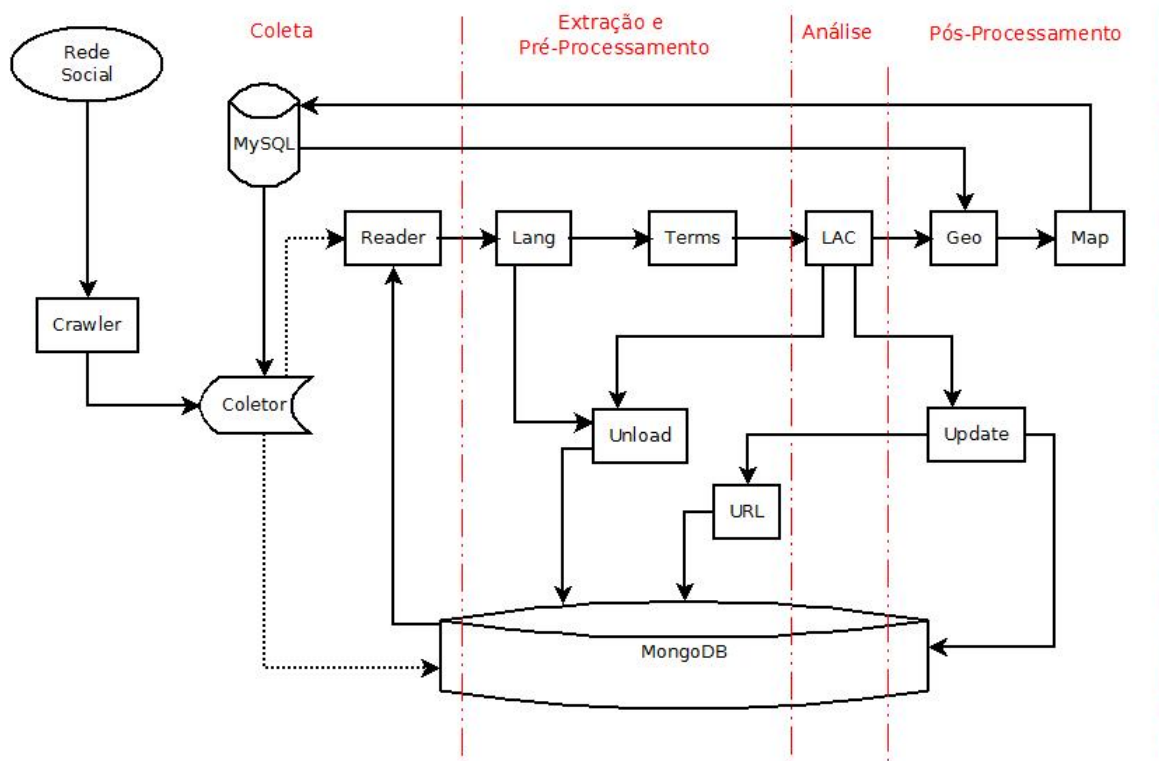 Coleta
Extração e
Pré-Processamento
Análise
Pós-Processamento
Rede
Social
MySQL
Reader
Lang
Terms
LAC
Geo
Map
Crawler
Coletor
Unload
Update
URL
MongoDB